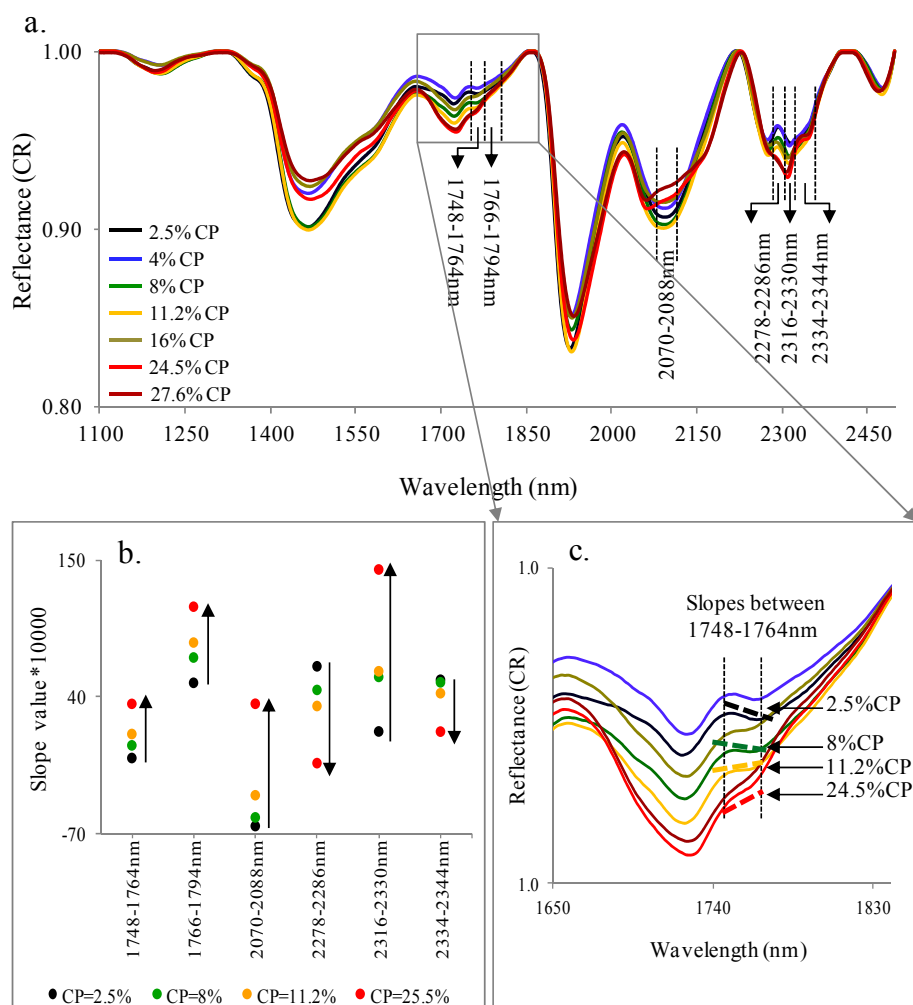 a.
1.00
0.90
0.80
Reflectance (CR)
2.5% CP
4% CP
8% CP
11.2% CP
16% CP
24.5% CP
27.6% CP
1748-1764nm
1766-1794nm
2070-2088nm
2278-2286nm
2316-2330nm
2334-2344nm
1100 1250 1400 1550 1700 1850 2000 2150 2300 2450
Wavelength (nm)
b.
150
40
-70
Slope value *10000
1748-1764nm
1766-1794nm
2070-2088nm
2278-2286nm
2316-2330nm
2334-2344nm
CP=2.5% CP=8% CP=11.2% CP=25.5%
c.
1.0
1.0
Reflectance (CR)
Slopes between
1748-1764nm
2.5%CP
8%CP
11.2%CP
24.5%CP
1650 1740 1830
Wavelength (nm)